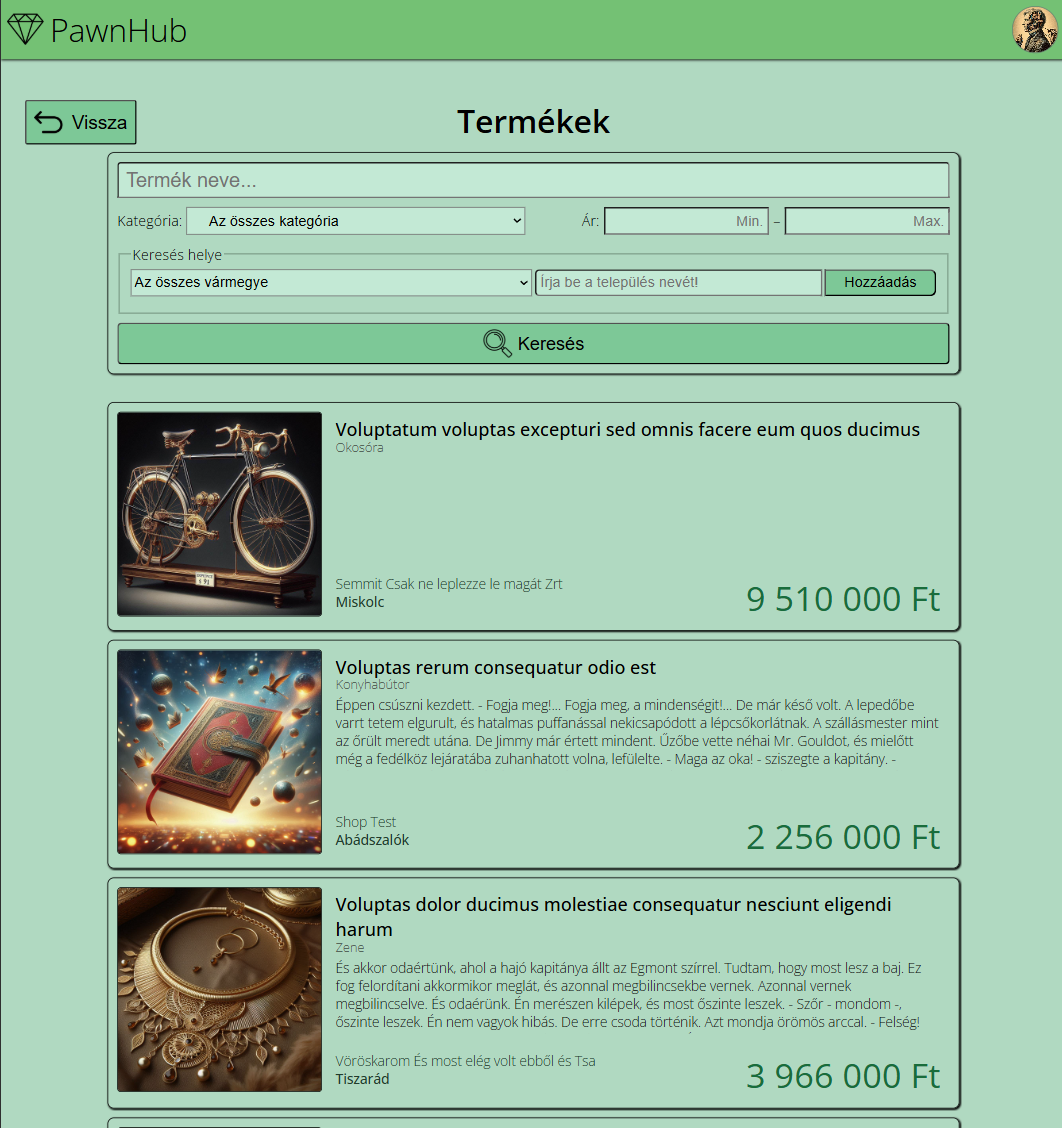 PawnHub
Vissza
Termékek
Termék neve...
Kategória: Az összes kategória Ár: Min. – Max.
Keresés helye
Az összes vármegye Írja be a település nevét! Hozzáadás
Keresés
Voluptatum voluptas excepturi sed omnis facere eum quos ducimus
Okosóra
Semmit Csak ne leplezze le magát Zrt
Miskolc
9 510 000 Ft
Voluptas rerum consequatur odio est
Konyhabútor
Éppen csúszni kezdett. - Fogja meg!... Fogja meg, a mindenségit!... De már késő volt. A lepedőbe
varrt tetem elgurult, és hatalmas puffanással nekicsapódott a lépcsőkorlátnak. A szállásmester mint
az őrült meredt utána. De Jimmy már értett mindent. Űzőbe vette néhai Mr. Gouldot, és mielőtt
még a fedélköz lejáratába zuhanhatott volna, lefülelte. - Maga az oka! - sziszegte a kapitány. -
Shop Test
Abádszalók
2 256 000 Ft
Voluptas dolor ducimus molestiae consequatur nesciunt eligendi
harum
Zene
És akkor odaértünk, ahol a hajó kapitánya állt az Egmont szírrel. Tudtam, hogy most lesz a baj. Ez
fog felordítani akkormikor meglát, és azonnal megbilincsekbe vernek. Azonnal vernek
megbilincselve. És odaérünk. Én merészen kilépek, és most őszinte leszek. - Szőr - mondom -,
őszinte leszek. Én nem vagyok hibás. De erre csoda történik. Azt mondja örömös arccal. - Felség!
Vöröskarom És most elég volt ebből és Tsa
Tiszarád
3 966 000 Ft